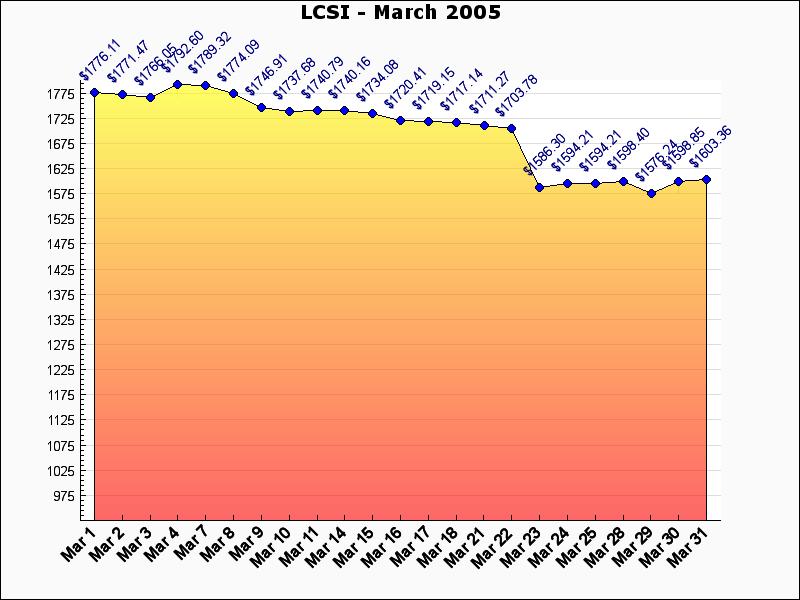 LCSI - March 2005
$1776.11
$1771.47
$1766.05
$1792.60
$1789.32
$1774.09
$1746.91
$1737.68
$1740.79
$1740.16
$1734.08
$1720.41
$1719.15
$1717.14
$1711.27
$1703.78
$1586.30
$1594.21
$1594.21
$1598.40
$1576.24
$1598.85
$1603.36
1775
1725
1675
1625
1575
1525
1475
1425
1375
1325
1275
1225
1175
1125
1075
1025
975
Mar 1
Mar 2
Mar 3
Mar 4
Mar 7
Mar 8
Mar 9
Mar 10
Mar 11
Mar 14
Mar 15
Mar 16
Mar 17
Mar 18
Mar 21
Mar 22
Mar 23
Mar 24
Mar 25
Mar 28
Mar 29
Mar 30
Mar 31